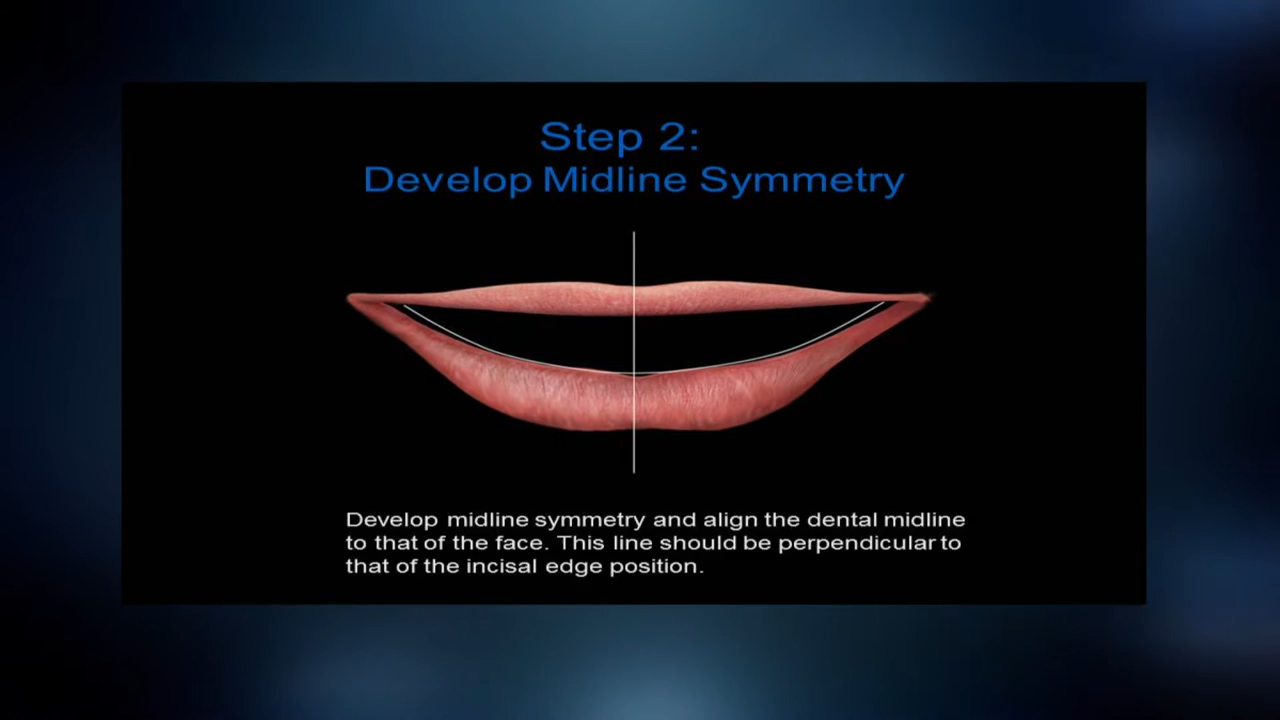 Step 2:
Develop Midline Symmetry
Develop midline symmetry and align the dental midline
to that of the face. This line should be perpendicular to
that of the incisal edge position.